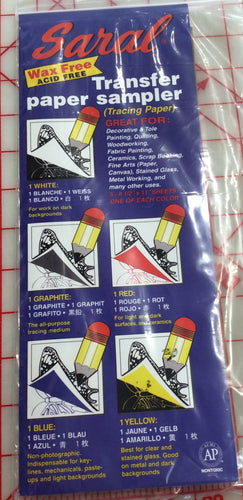 Saral
Wax Free
ACID FREE
Transfer
paper sampler
(Tracing Paper)
GREAT FOR:
Decorative & Tole
Painting, Quilting,
Woodworking,
Fabric Painting,
Ceramics, Scrap Booking,
Fine Arts (Paper,
Canvas), Stained Glass,
Metal Working, and
many other uses.
SHEETS
ONE OF EACH COLOR
1 WHITE:
1 BLANCHE • 1 WEISS
1 BLANCO • 白 1枚
For work on dark
backgrounds
1 GRAPHITE:
1 GRAPHITE • 1 GRAPHIT
1 GRAFITO • 黒鉛 1枚
The all-purpose
tracing medium
1 RED:
1 ROUGE • 1 ROT
1 ROJO • 赤 1枚
For light and dark
surfaces, and ceramics
1 BLUE:
1 BLEUE • 1 BLAU
1 AZUL • 青 1枚
Non-photographic.
Indispensable for key-
lines, mechanicals, paste-
ups and light backgrounds
1 YELLOW:
1 JAUNE • 1 GELB
1 AMARILLO • 黄 1枚
Best for clear and
stained glass. Good
on metal and dark
backgrounds
AP
NONTOXIC